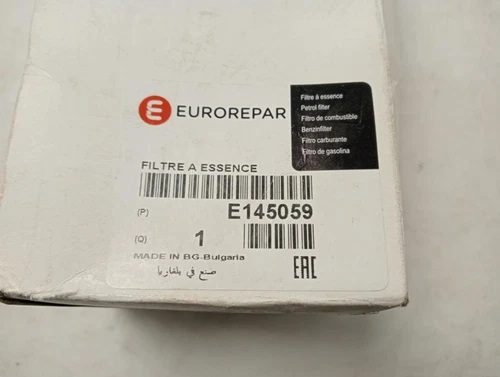 EUROREPAR
Filtre à essence
Petrol filter
Filtro de combustible
Benzinfilter
Filtro carburante
Filtro de gasolina
FILTRE A ESSENCE
(P) E145059
(Q) 1
MADE IN BG-Bulgaria
صنع في بلغاريا
EAC